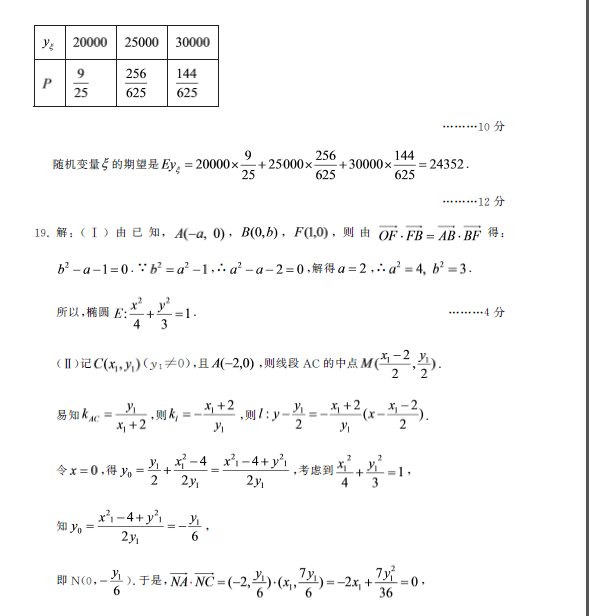 y_ξ 20000 25000 30000
P 9/25 256/625 144/625
………10 分
随机变量 ξ 的期望是 Ey_ξ = 20000×9/25+25000×256/625+30000×144/625=24352.
………12 分
19. 解:(Ⅰ)由已知, A(−a, 0), B(0,b), F(1,0), 则由 \overrightarrow{OF}·\overrightarrow{FB}=\overrightarrow{AB}·\overrightarrow{BF} 得:
b²−a−1=0.∵b²=a²−1,∴a²−a−2=0,解得 a=2,∴a²=4, b²=3.
所以,椭圆 E: x²/4+y²/3=1. ………4 分
(Ⅱ)记 C(x₁,y₁)(y₁≠0),且 A(−2,0),则线段 AC 的中点 M((x₁−2)/2, y₁/2).
易知 k_{AC}=y₁/(x₁+2),则 k_l=−(x₁+2)/y₁,则 l: y−y₁/2=−(x₁+2)/y₁(x−(x₁−2)/2).
令 x=0,得 y₀=y₁/2+(x₁²−4)/2y₁=(x²₁−4+y²₁)/2y₁,考虑到 x₁²/4+y₁²/3=1,
知 y₀=(x²₁−4+y²₁)/2y₁=−y₁/6,
即 N(0,−y₁/6).于是, \overrightarrow{NA}·\overrightarrow{NC}=(−2, y₁/6)·(x₁, 7y₁/6)=−2x₁+7y₁²/36=0,